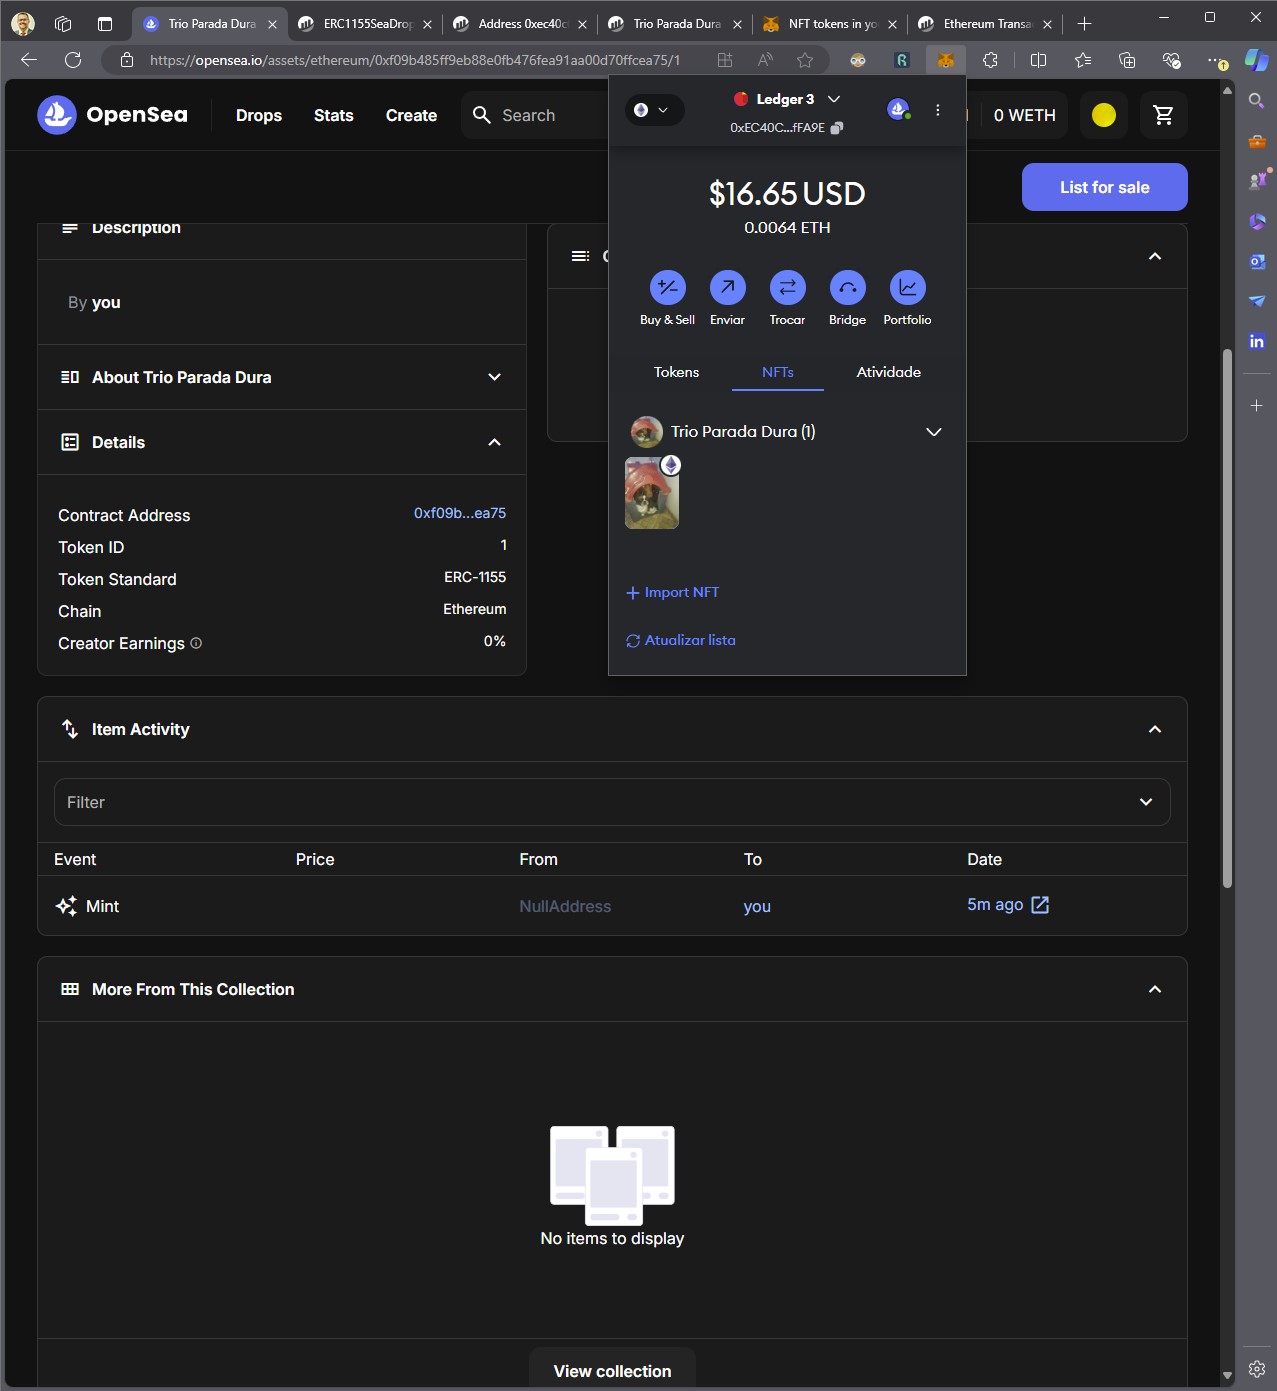 Trio Parada Dura
ERC1155SeaDrop
Address 0xec40c
Trio Parada Dura
NFT tokens in yo
Ethereum Transa
https://opensea.io/assets/ethereum/0xf09b485ff9eb88e0fb476fea91aa00d70ffcea75/1
OpenSea
Drops
Stats
Create
Search
0 WETH
Ledger 3
0xEC40C...fFA9E
List for sale
$16.65 USD
0.0064 ETH
Buy & Sell
Enviar
Trocar
Bridge
Portfolio
Tokens
NFTs
Atividade
Trio Parada Dura (1)
Import NFT
Atualizar lista
Description
By you
About Trio Parada Dura
Details
Contract Address
0xf09b...ea75
Token ID
1
Token Standard
ERC-1155
Chain
Ethereum
Creator Earnings
0%
Item Activity
Filter
Event
Price
From
To
Date
Mint
NullAddress
you
5m ago
More From This Collection
No items to display
View collection